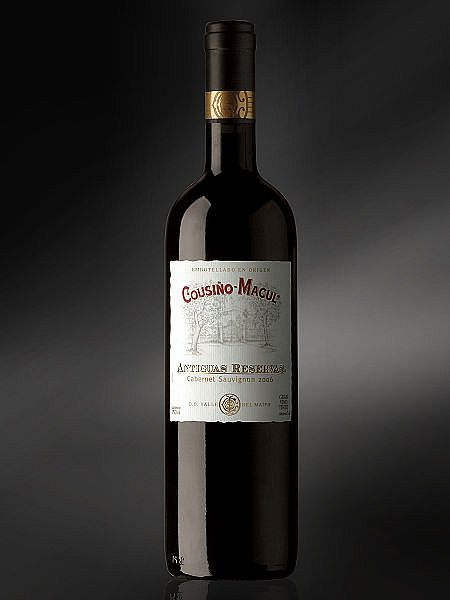 EMBOTELLADO EN ORIGEN
COUSIÑO-MACUL
ANTIGUAS RESERVAS
Cabernet Sauvignon 2006
D.O. VALLE DEL MAIPO